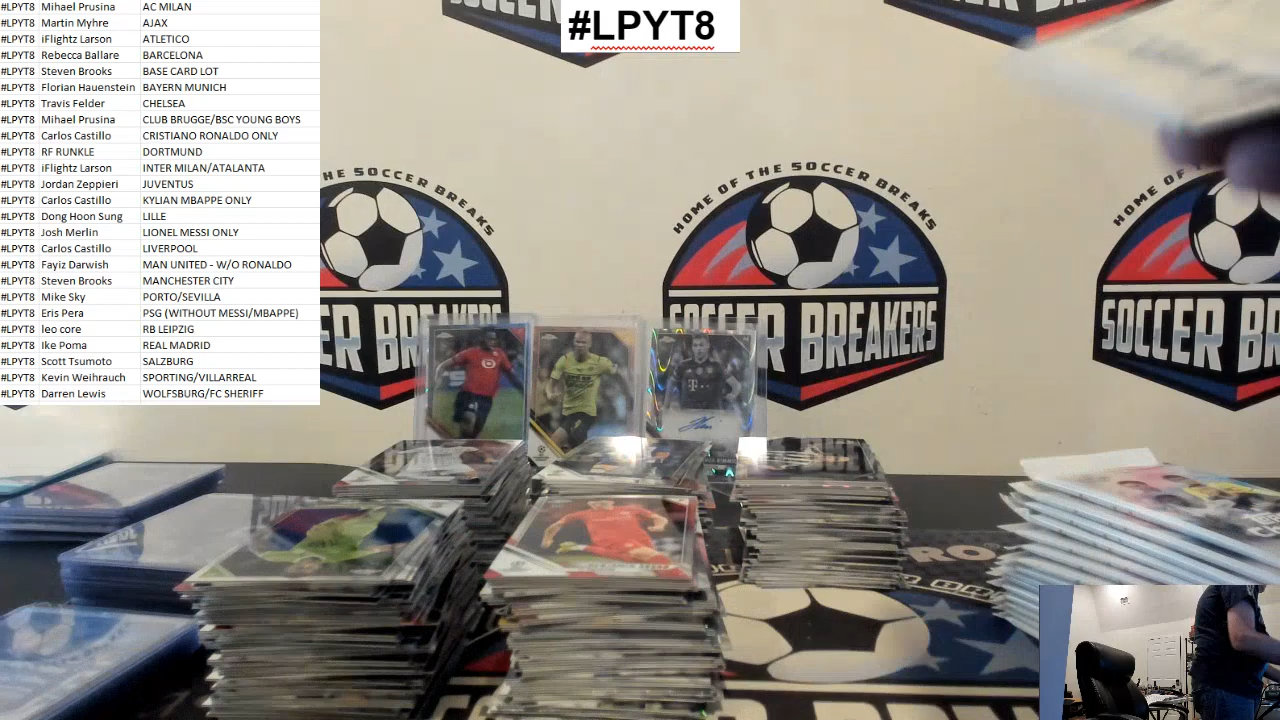 #LPYT8 Mihael Prusina AC MILAN
#LPYT8 Martin Myhre AJAX
#LPYT8 iFlightz Larson ATLETICO
#LPYT8 Rebecca Ballare BARCELONA
#LPYT8 Steven Brooks BASE CARD LOT
#LPYT8 Florian Hauenstein BAYERN MUNICH
#LPYT8 Travis Felder CHELSEA
#LPYT8 Mihael Prusina CLUB BRUGGE/BSC YOUNG BOYS
#LPYT8 Carlos Castillo CRISTIANO RONALDO ONLY
#LPYT8 RF RUNKLE DORTMUND
#LPYT8 iFlightz Larson INTER MILAN/ATALANTA
#LPYT8 Jordan Zeppieri JUVENTUS
#LPYT8 Carlos Castillo KYLIAN MBAPPE ONLY
#LPYT8 Dong Hoon Sung LILLE
#LPYT8 Josh Merlin LIONEL MESSI ONLY
#LPYT8 Carlos Castillo LIVERPOOL
#LPYT8 Fayiz Darwish MAN UNITED - W/O RONALDO
#LPYT8 Steven Brooks MANCHESTER CITY
#LPYT8 Mike Sky PORTO/SEVILLA
#LPYT8 Eris Pera PSG (WITHOUT MESSI/MBAPPE)
#LPYT8 leo core RB LEIPZIG
#LPYT8 Ike Poma REAL MADRID
#LPYT8 Scott Tsumoto SALZBURG
#LPYT8 Kevin Weihrauch SPORTING/VILLARREAL
#LPYT8 Darren Lewis WOLFSBURG/FC SHERIFF
#LPYT8
HE SOCCER BREAKS
ER BREA
HOME OF THE SOCCER BREAKS
SOCCER BREAKERS
HOME OF
SOCCER BREAKERS